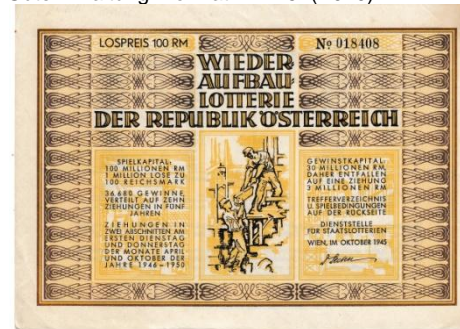 LOSPREIS 100 RM
№ 018408
WIEDER
AUFBAU
LOTTERIE
DER REPUBLIK ÖSTERREICH
SPIELKAPITAL:
100 MILLIONEN RM
1 MILLION LOSE ZU
100 REICHSMARK
36.680 GEWINNE,
VERTEILT AUF ZEHN
ZIEHUNGEN IN FÜNF
JAHREN
ZIEHUNGEN IN
ZWEI ABSCHNITTEN AM
ERSTEN DIENSTAG
UND DONNERSTAG
DER MONATE APRIL
UND OKTOBER DER
JAHRE 1946–1950
GEWINSTKAPITAL:
30 MILLIONEN RM,
DAHER ENTFALLEN
AUF EINE ZIEHUNG
3 MILLIONEN RM
TREFFERVERZEICHNIS
U. SPIELBEDINGUNGEN
AUF DER RÜCKSEITE
DIENSTSTELLE
FÜR STAATSLOTTERIEN
WIEN, IM OKTOBER 1945